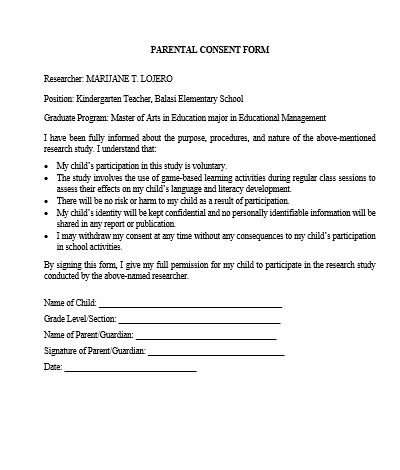 PARENTAL CONSENT FORM
Researcher: MARIJANE T. LOJERO
Position: Kindergarten Teacher, Balasi Elementary School
Graduate Program: Master of Arts in Education major in Educational Management
I have been fully informed about the purpose, procedures, and nature of the above-mentioned
research study. I understand that:
• My child's participation in this study is voluntary.
• The study involves the use of game-based learning activities during regular class sessions to
assess their effects on my child's language and literacy development.
• There will be no risk or harm to my child as a result of participation.
• My child's identity will be kept confidential and no personally identifiable information will be
shared in any report or publication.
• I may withdraw my consent at any time without any consequences to my child's participation
in school activities.
By signing this form, I give my full permission for my child to participate in the research study
conducted by the above-named researcher.
Name of Child: ____________________
Grade Level/Section: ____________________
Name of Parent/Guardian: ____________________
Signature of Parent/Guardian: ____________________
Date: ____________________